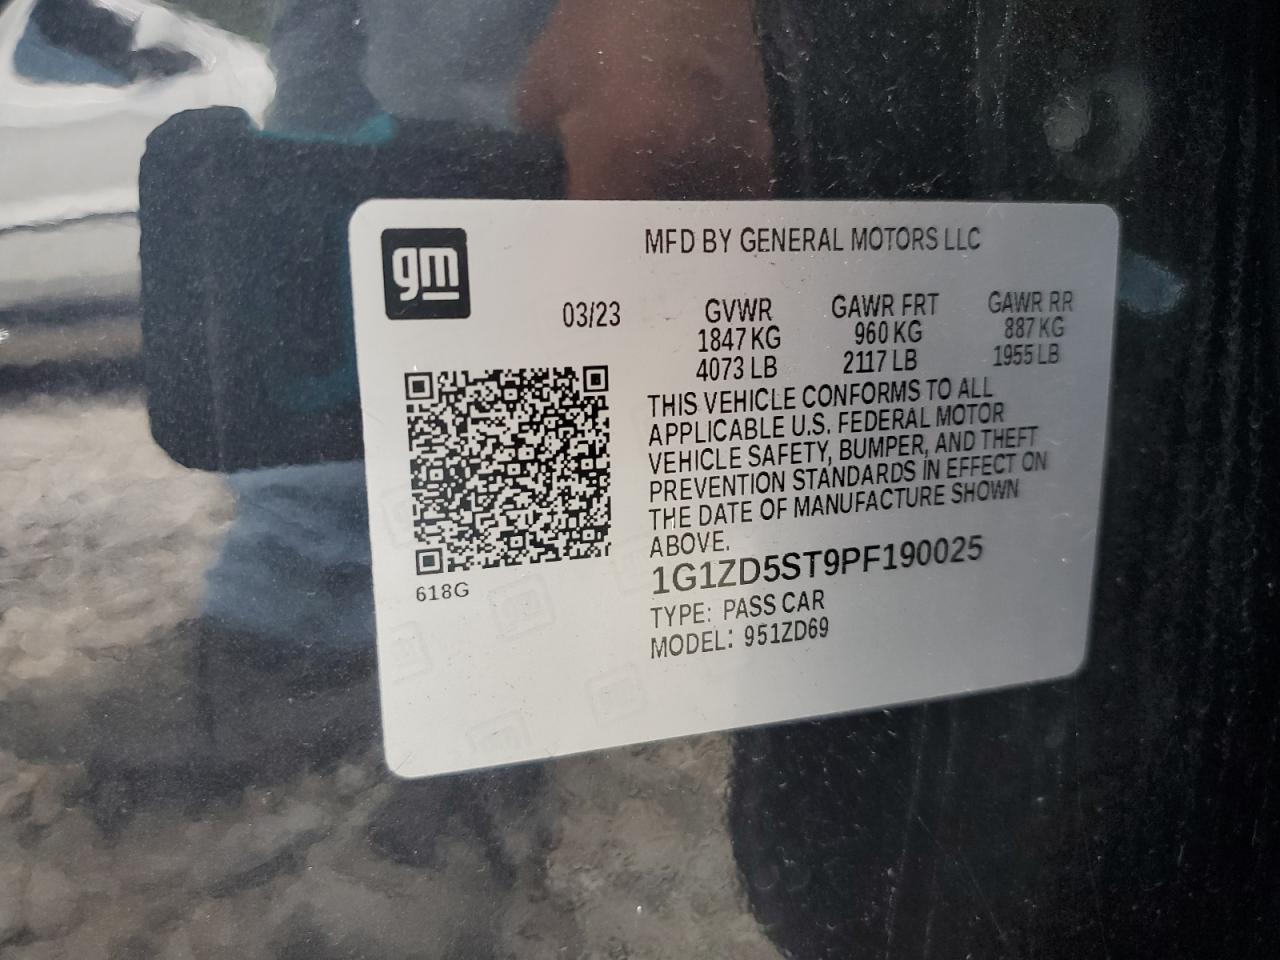 gm
MFD BY GENERAL MOTORS LLC
03/23 GVWR GAWR FRT GAWR RR
1847 KG 960 KG 887 KG
4073 LB 2117 LB 1955 LB
THIS VEHICLE CONFORMS TO ALL
APPLICABLE U.S. FEDERAL MOTOR
VEHICLE SAFETY, BUMPER, AND THEFT
PREVENTION STANDARDS IN EFFECT ON
THE DATE OF MANUFACTURE SHOWN
ABOVE.
618G
1G1ZD5ST9PF190025
TYPE: PASS CAR
MODEL: 951ZD69